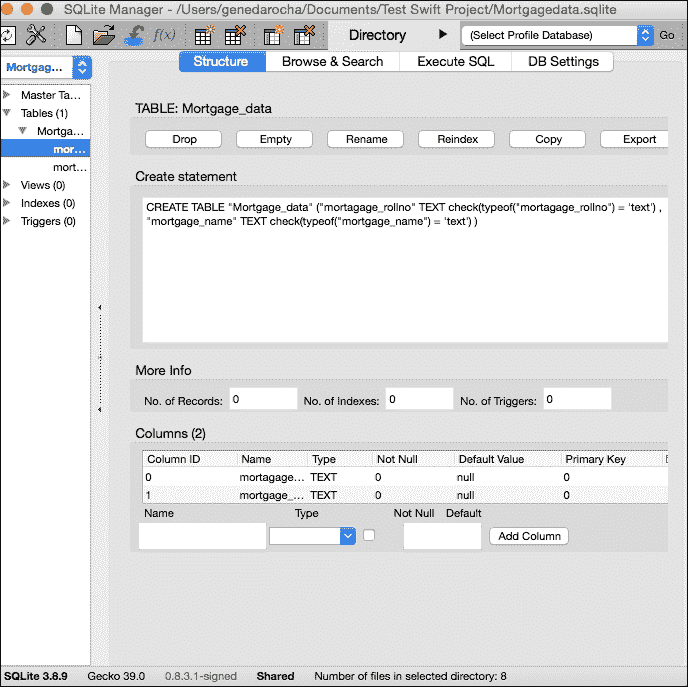 SQLite Manager - /Users/genedarocha/Documents/Test Swift Project/Mortgagedata.sqlite
f(x) Directory (Select Profile Database) Go
Mortgag...
Structure Browse & Search Execute SQL DB Settings
Master Ta...
Tables (1)
Mortga...
mor...
mort...
Views (0)
Indexes (0)
Triggers (0)
TABLE: Mortgage_data
Drop Empty Rename Reindex Copy Export
Create statement
CREATE TABLE "Mortgage_data" ("mortagage_rollno" TEXT check(typeof("mortagage_rollno") = 'text') ,
"mortgage_name" TEXT check(typeof("mortgage_name") = 'text') )
More Info
No. of Records: 0 No. of Indexes: 0 No. of Triggers: 0
Columns (2)
Column ID Name Type Not Null Default Value Primary Key
0 mortagage... TEXT 0 null 0
1 mortgage_... TEXT 0 null 0
Name Type Not Null Default
Add Column
SQLite 3.8.9 Gecko 39.0 0.8.3.1-signed Shared Number of files in selected directory: 8